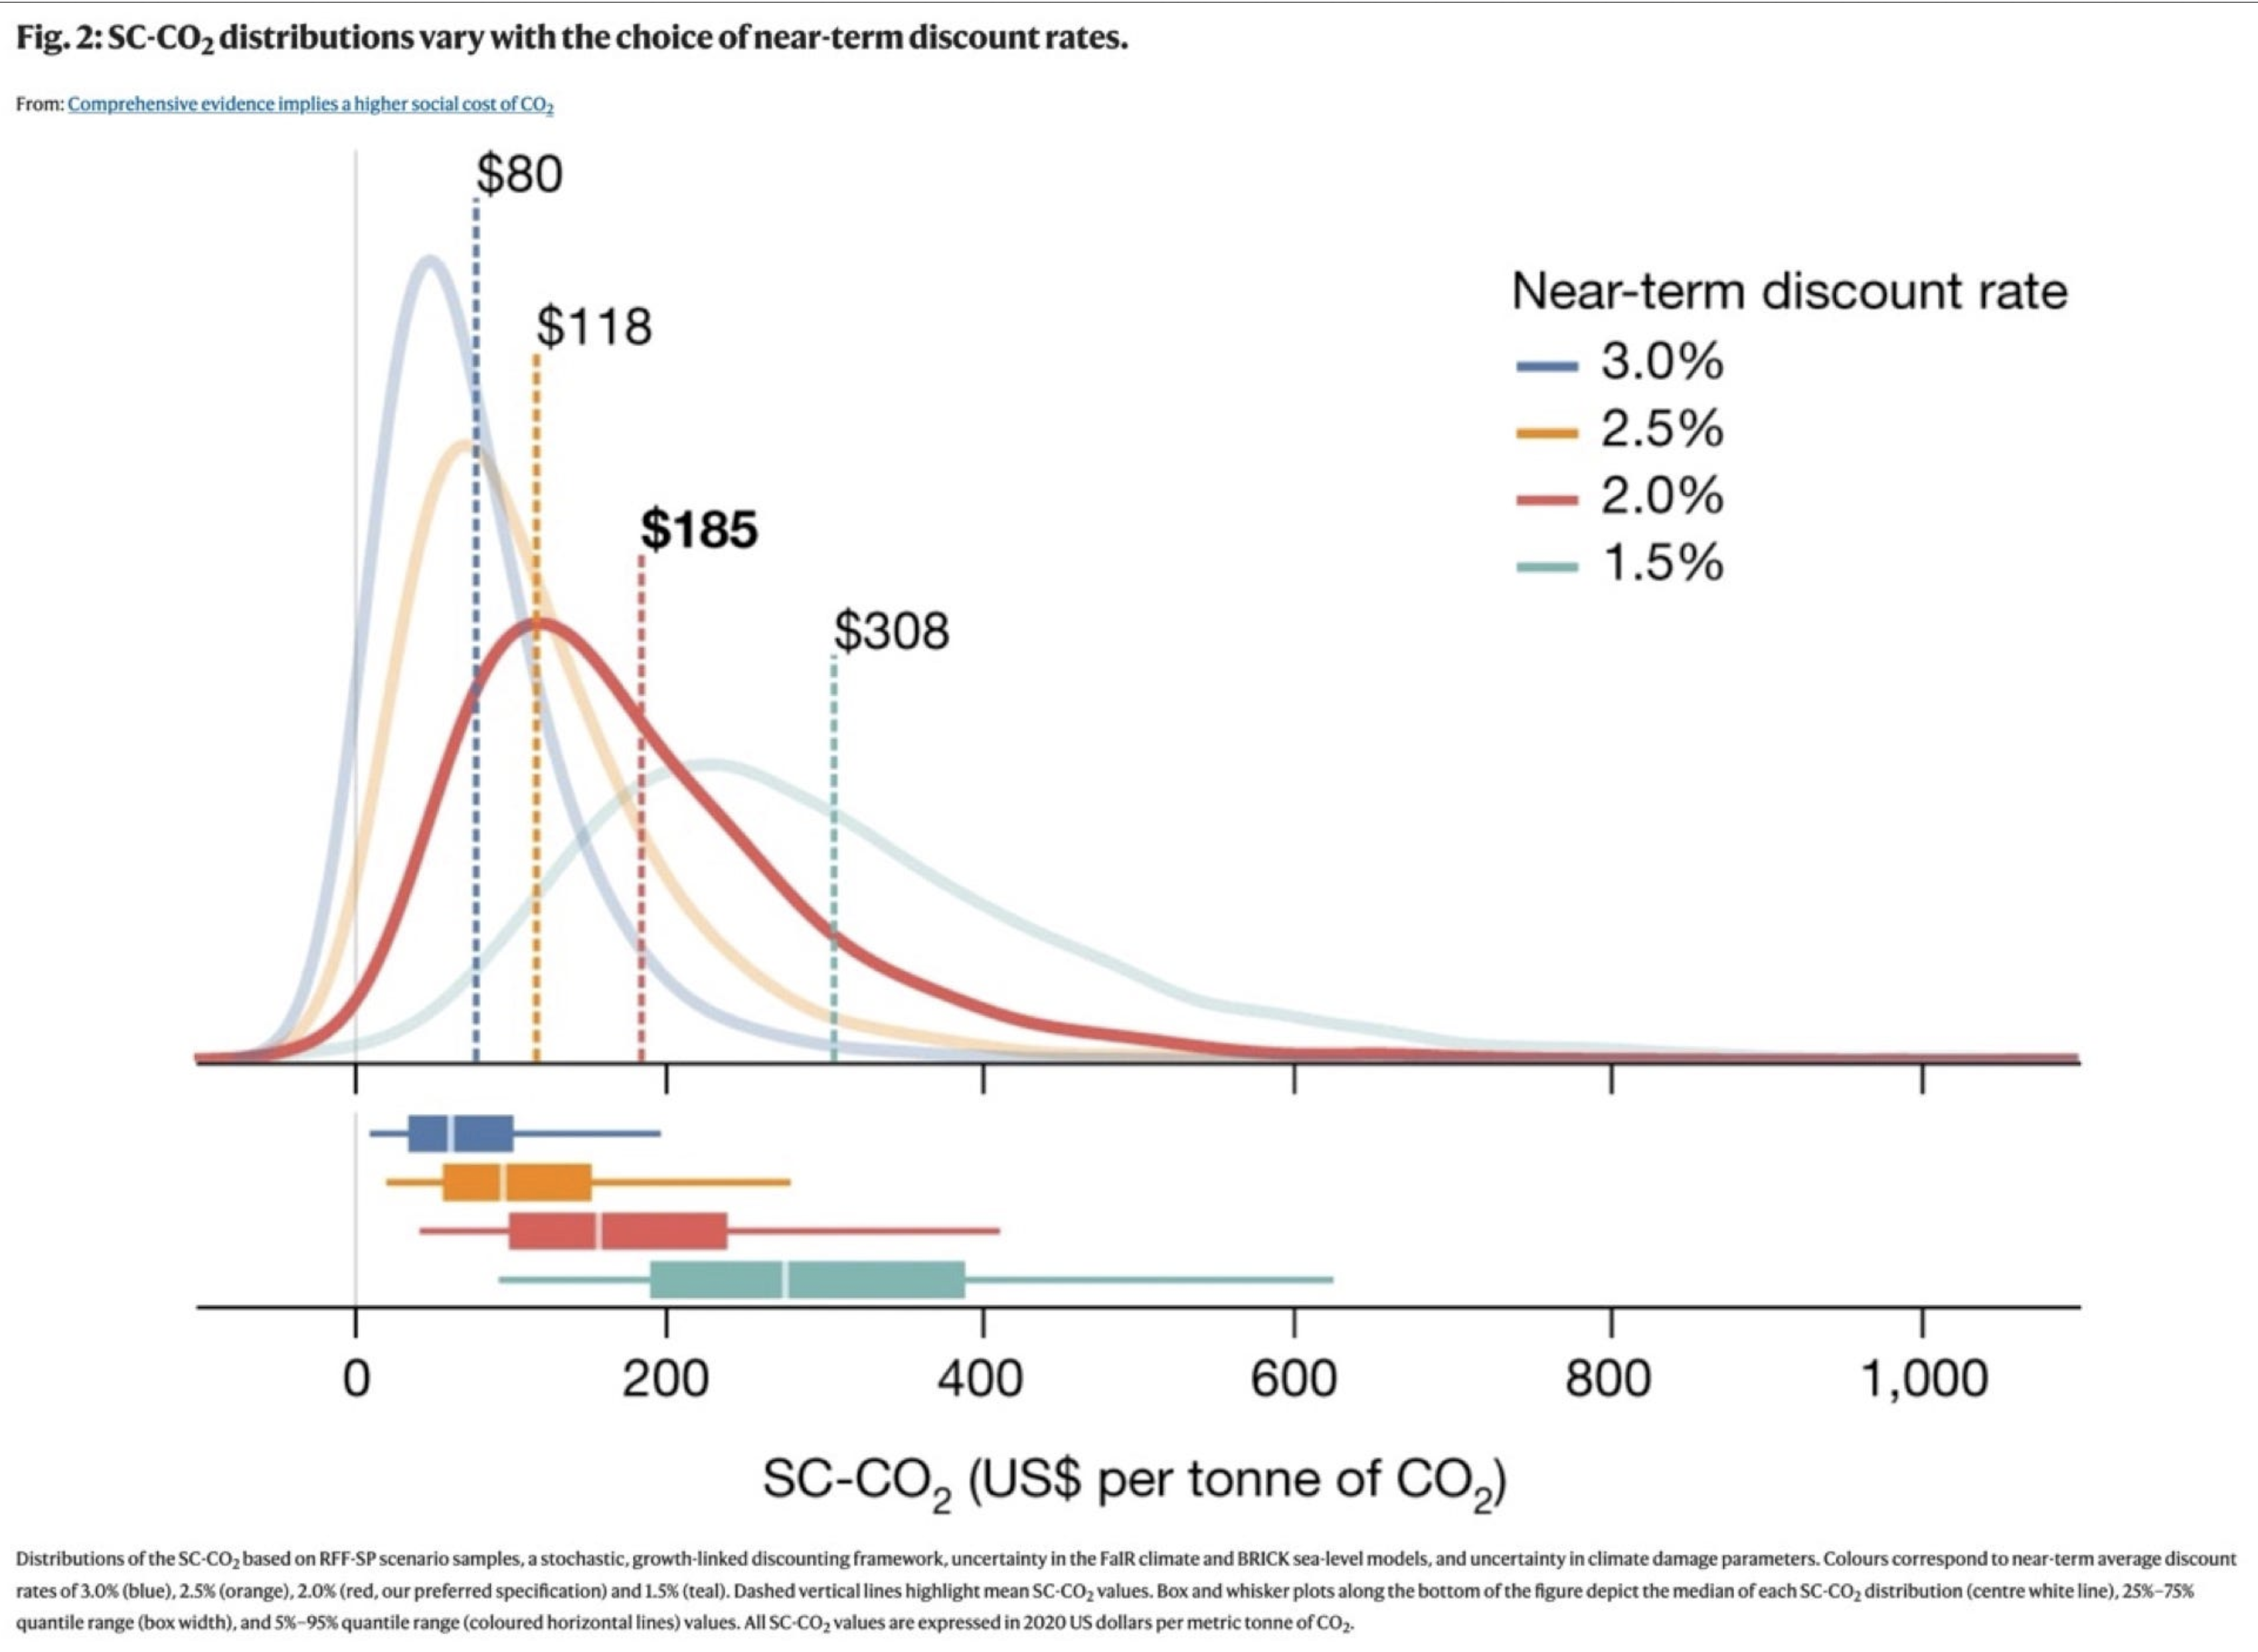 Fig. 2: SC-CO₂ distributions vary with the choice of near-term discount rates.
From: Comprehensive evidence implies a higher social cost of CO₂
$80
$118
$185
$308
Near-term discount rate
3.0%
2.5%
2.0%
1.5%
0 200 400 600 800 1,000
SC-CO₂ (US$ per tonne of CO₂)
Distributions of the SC-CO₂ based on RFF-SP scenario samples, a stochastic, growth-linked discounting framework, uncertainty in the FaIR climate and BRICK sea-level models, and uncertainty in climate damage parameters. Colours correspond to near-term average discount
rates of 3.0% (blue), 2.5% (orange), 2.0% (red, our preferred specification) and 1.5% (teal). Dashed vertical lines highlight mean SC-CO₂ values. Box and whisker plots along the bottom of the figure depict the median of each SC-CO₂ distribution (centre white line), 25%–75%
quantile range (box width), and 5%–95% quantile range (coloured horizontal lines) values. All SC-CO₂ values are expressed in 2020 US dollars per metric tonne of CO₂.